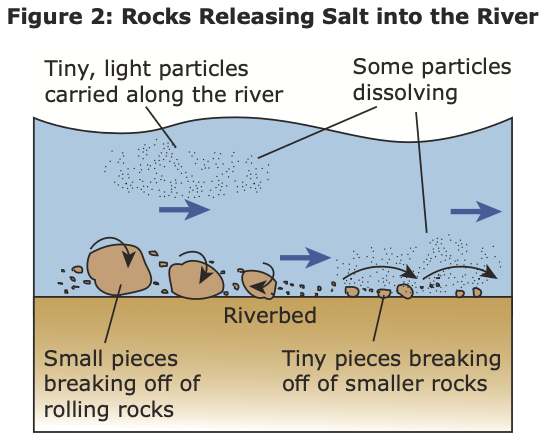 Figure 2: Rocks Releasing Salt into the River
Tiny, light particles
carried along the river
Some particles
dissolving
Riverbed
Small pieces
breaking off of
rolling rocks
Tiny pieces breaking
off of smaller rocks